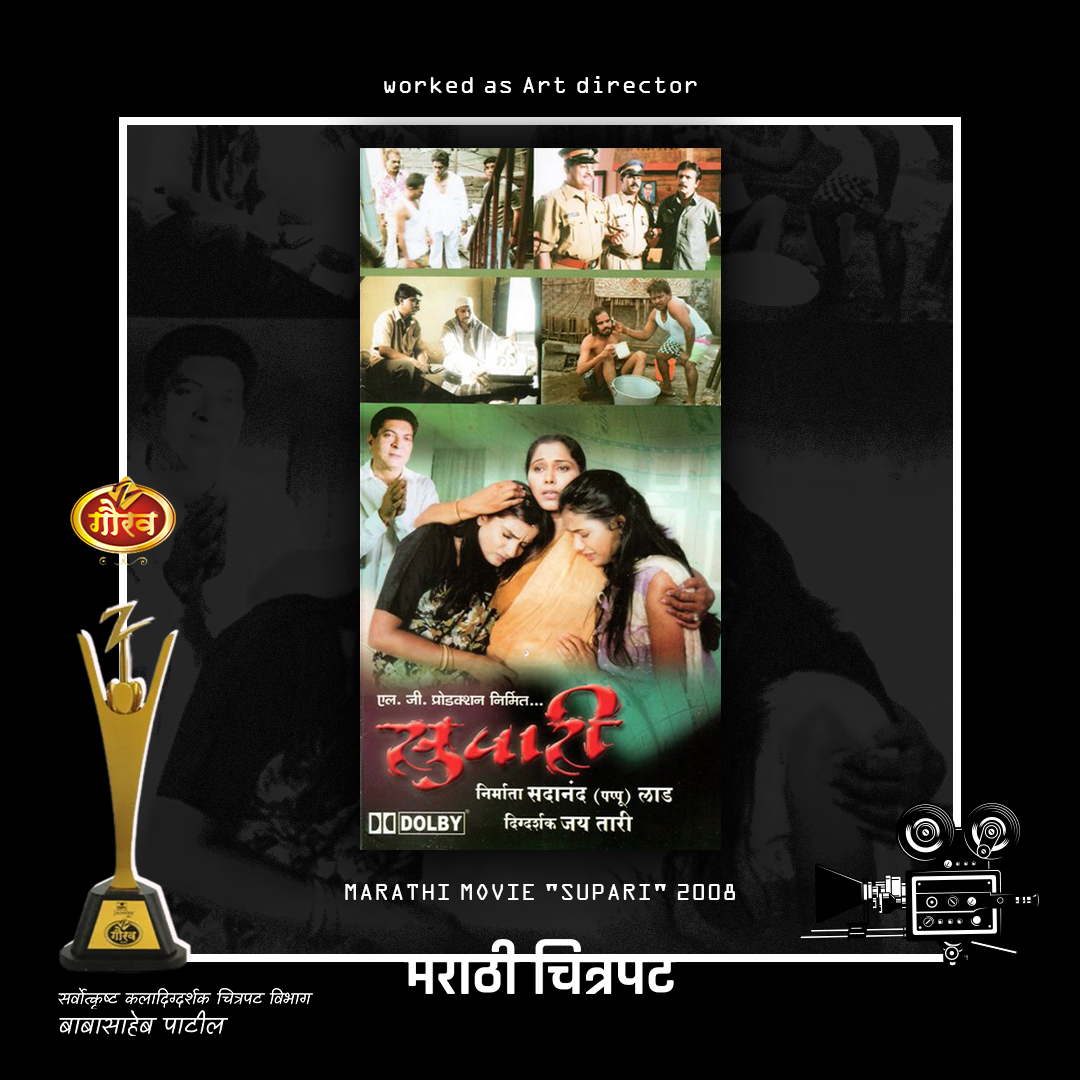 worked as Art director
गौरव
एल. जी. प्रोडक्शन निर्मित...
सुपारी
निर्माता सदानंद (पप्पू) लाड
DOLBY
दिग्दर्शक जय तारी
MARATHI MOVIE "SUPARI" 2008
गौरव
मराठी चित्रपट
सर्वोत्कृष्ट कलादिग्दर्शक चित्रपट विभाग
बाबासाहेब पाटील